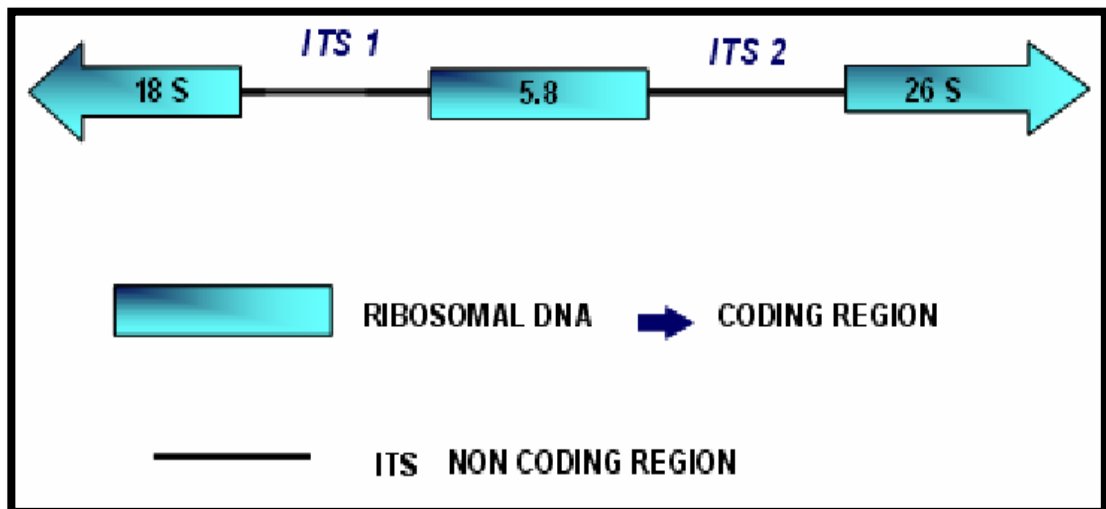 ITS 1
ITS 2
18 S
5.8
26 S
RIBOSOMAL DNA CODING REGION
ITS NON CODING REGION